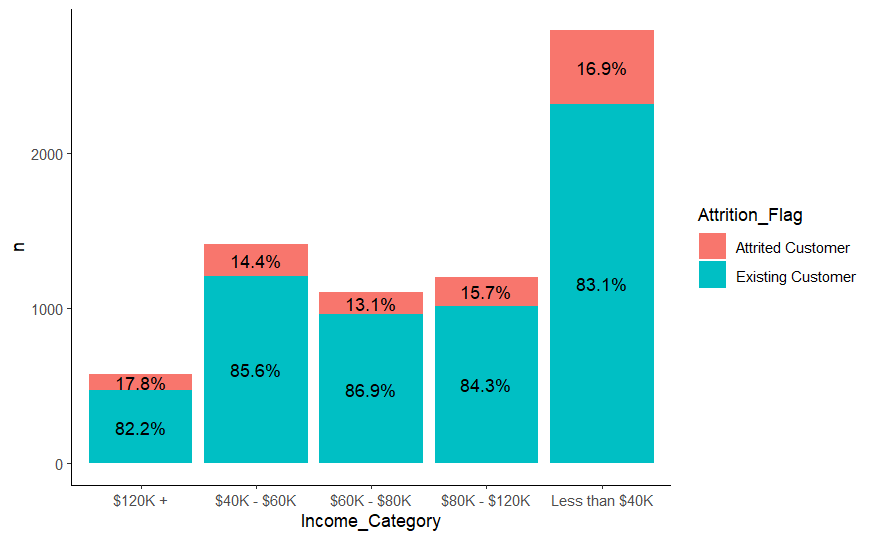 16.9%
2000
Attrition_Flag
n
Attrited Customer
14.4%
Existing Customer
83.1%
15.7%
13.1%
1000
85.6%
17.8%
84.3%
86.9%
82.2%
0
$120K + $40K - $60K $60K - $80K $80K - $120K Less than $40K
Income_Category